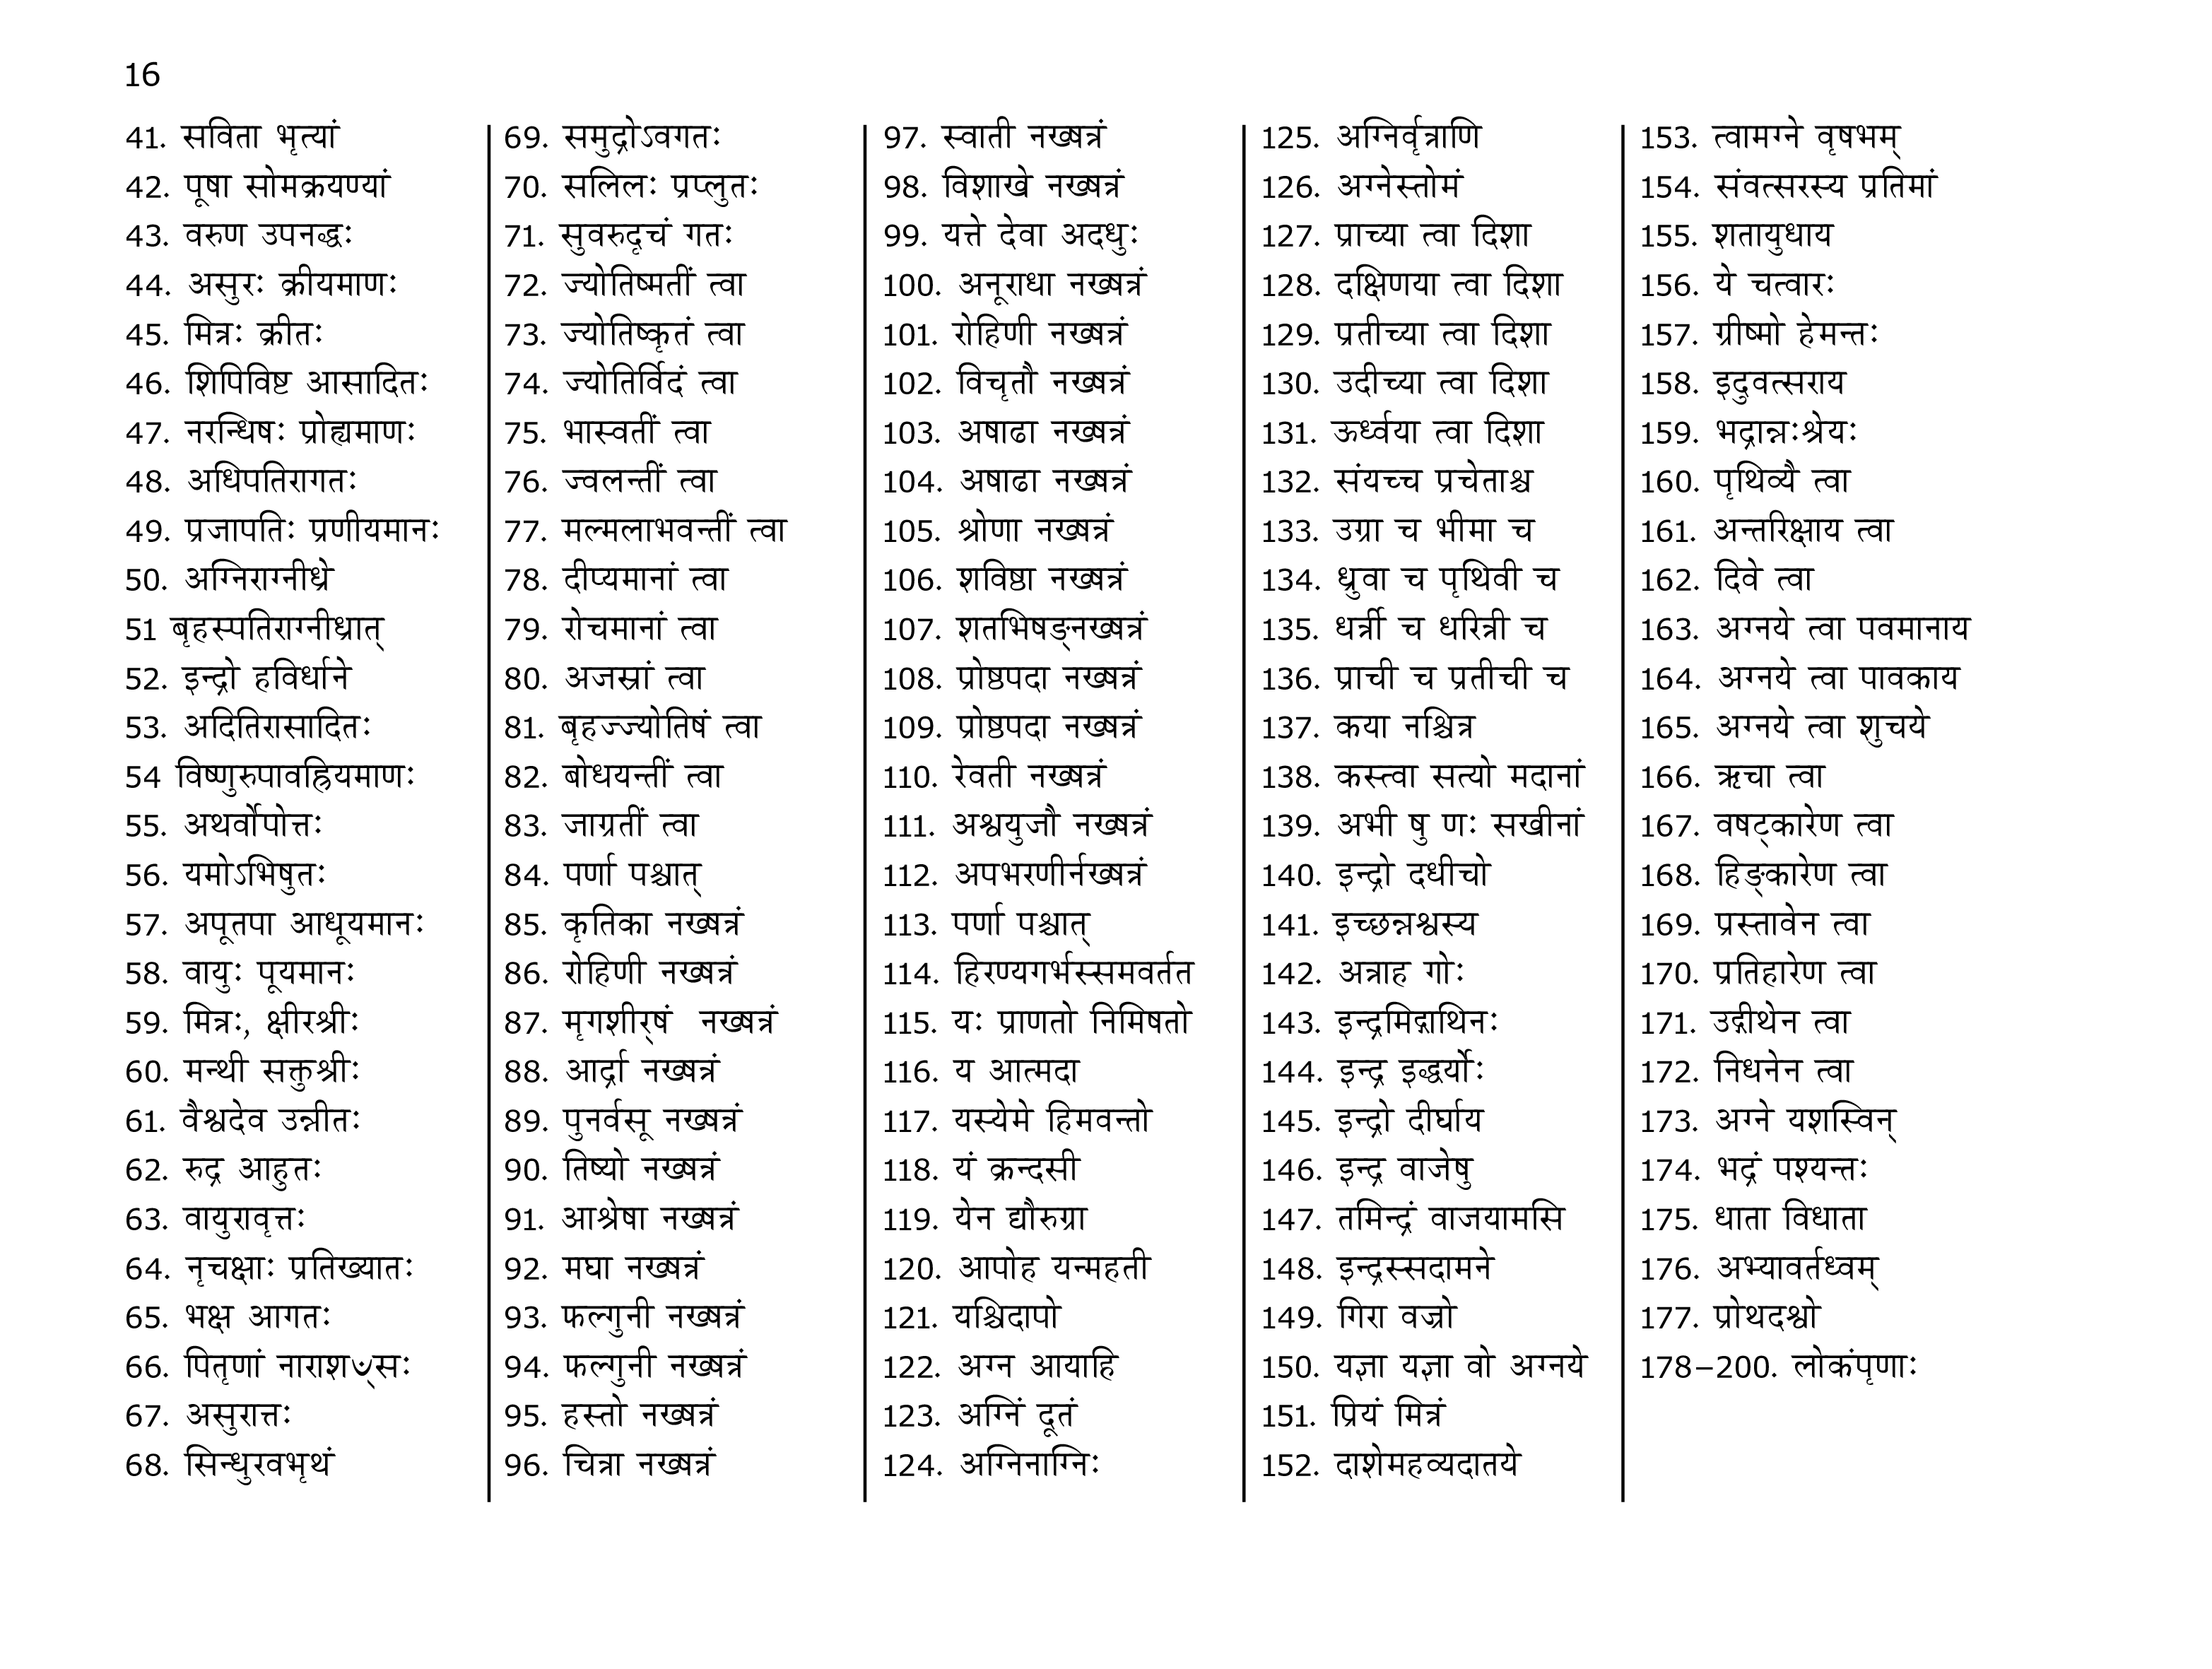 16
41. सविता भृत्यां
42. पूषा सोमक्रयण्यां
43. वरुण उपनद्धः
44. असुरः क्रीयमाणः
45. मित्रः क्रीतः
46. शिपिविष्ट आसादितः
47. नरन्धिषः प्रोह्यमाणः
48. अधिपतिरागतः
49. प्रजापतिः प्रणीयमानः
50. अग्निराग्नीध्रे
51 बृहस्पतिराग्नीध्रात्
52. इन्द्रो हविर्धाने
53. अदितिरासादितः
54 विष्णुरुपावह्रियमाणः
55. अथर्वोपोत्तः
56. यमोऽभिषुतः
57. अपूतपा आधूयमानः
58. वायुः पूयमानः
59. मित्रः, क्षीरश्रीः
60. मन्थी सक्तुश्रीः
61. वैश्वदेव उन्नीतः
62. रुद्र आहुतः
63. वायुरावृत्तः
64. नृचक्षाः प्रतिख्यातः
65. भक्ष आगतः
66. पितृणां नाराशꣳसः
67. असुरात्तः
68. सिन्धुरवभृथं
69. समुद्रोऽवगतः
70. सलिलः प्रप्लुतः
71. सुवरुदृचं गतः
72. ज्योतिष्मतीं त्वा
73. ज्योतिष्कृतं त्वा
74. ज्योतिर्विदं त्वा
75. भास्वतीं त्वा
76. ज्वलन्तीं त्वा
77. मल्मलाभवन्तीं त्वा
78. दीप्यमानां त्वा
79. रोचमानां त्वा
80. अजस्रां त्वा
81. बृहज्ज्योतिषं त्वा
82. बोधयन्तीं त्वा
83. जाग्रतीं त्वा
84. पर्णा पश्चात्
85. कृतिका नख्षत्रं
86. रोहिणी नख्षत्रं
87. मृगशीर्‌षं नख्षत्रं
88. आर्द्रा नख्षत्रं
89. पुनर्वसू नख्षत्रं
90. तिष्यो नख्षत्रं
91. आश्रेषा नख्षत्रं
92. मघा नख्षत्रं
93. फल्गुनी नख्षत्रं
94. फल्गुनी नख्षत्रं
95. हस्तो नख्षत्रं
96. चित्रा नख्षत्रं
97. स्वाती नख्षत्रं
98. विशाखे नख्षत्रं
99. यत्ते देवा अदधुः
100. अनूराधा नख्षत्रं
101. रोहिणी नख्षत्रं
102. विचृतौ नख्षत्रं
103. अषाढा नख्षत्रं
104. अषाढा नख्षत्रं
105. श्रोणा नख्षत्रं
106. शविष्ठा नख्षत्रं
107. शतभिषङ्नख्षत्रं
108. प्रोष्ठपदा नख्षत्रं
109. प्रोष्ठपदा नख्षत्रं
110. रेवती नख्षत्रं
111. अश्वयुजौ नख्षत्रं
112. अपभरणीर्नख्षत्रं
113. पर्णा पश्चात्
114. हिरण्यगर्भस्समवर्तत
115. यः प्राणतो निमिषतो
116. य आत्मदा
117. यस्येमे हिमवन्तो
118. यं क्रन्दसी
119. येन द्यौरुग्रा
120. आपोह यन्महती
121. यश्चिदापो
122. अग्न आयाहि
123. अग्निं दूतं
124. अग्निनाग्निः
125. अग्निर्वृत्राणि
126. अग्नेस्तोमं
127. प्राच्या त्वा दिशा
128. दक्षिणया त्वा दिशा
129. प्रतीच्या त्वा दिशा
130. उदीच्या त्वा दिशा
131. ऊर्ध्वया त्वा दिशा
132. संयच्च प्रचेताश्च
133. उग्रा च भीमा च
134. ध्रुवा च पृथिवी च
135. धर्त्री च धरित्री च
136. प्राची च प्रतीची च
137. कया नश्चित्र
138. कस्त्वा सत्यो मदानां
139. अभी षु णः सखीनां
140. इन्द्रो दधीचो
141. इच्छन्नश्वस्य
142. अत्राह गोः
143. इन्द्रमिद्गाथिनः
144. इन्द्र इद्धर्योः
145. इन्द्रो दीर्घाय
146. इन्द्र वाजेषु
147. तमिन्द्रं वाजयामसि
148. इन्द्रस्सदामने
149. गिरा वज्रो
150. यज्ञा यज्ञा वो अग्नये
151. प्रियं मित्रं
152. दाशेमहव्यदातये
153. त्वामग्ने वृषभम्
154. संवत्सरस्य प्रतिमां
155. शतायुधाय
156. ये चत्वारः
157. ग्रीष्मो हेमन्तः
158. इदुवत्सराय
159. भद्रान्नःश्रेयः
160. पृथिव्यै त्वा
161. अन्तरिक्षाय त्वा
162. दिवे त्वा
163. अग्नये त्वा पवमानाय
164. अग्नये त्वा पावकाय
165. अग्नये त्वा शुचये
166. ऋचा त्वा
167. वषट्कारेण त्वा
168. हिङ्कारेण त्वा
169. प्रस्तावेन त्वा
170. प्रतिहारेण त्वा
171. उद्गीथेन त्वा
172. निधनेन त्वा
173. अग्ने यशस्विन्
174. भद्रं पश्यन्तः
175. धाता विधाता
176. अभ्यावर्तध्वम्
177. प्रोथदश्वो
178–200. लोकंपृणाः